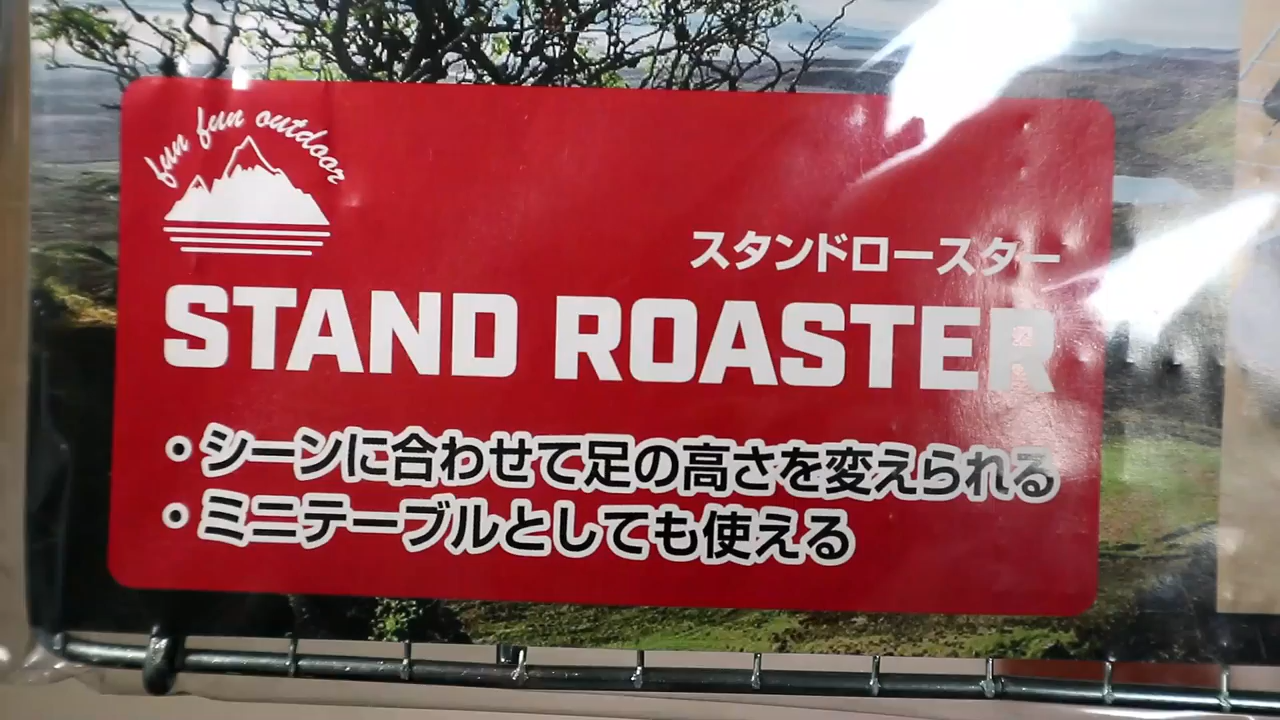 fun fun outdoor
スタンドロースター
STAND ROASTER
・シーンに合わせて足の高さを変えられる
・ミニテーブルとしても使える